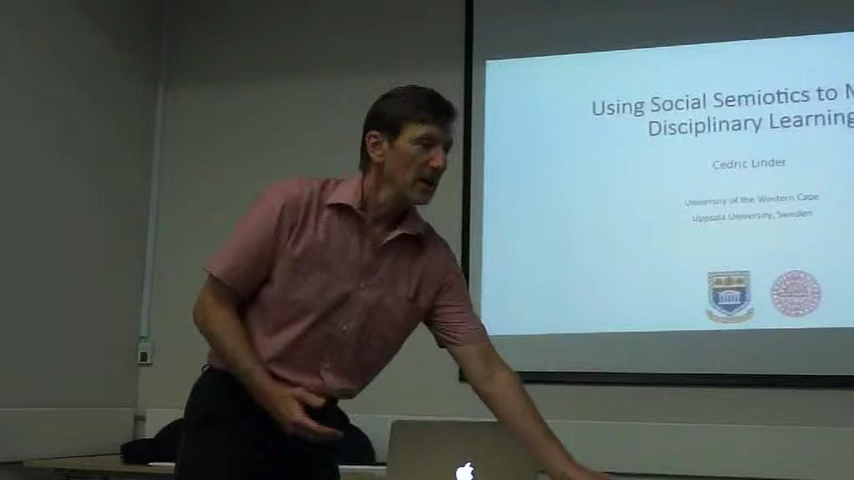 Using Social Semiotics to M
Disciplinary Learning
Cedric Linder
University of the Western Cape
Uppsala University, Sweden